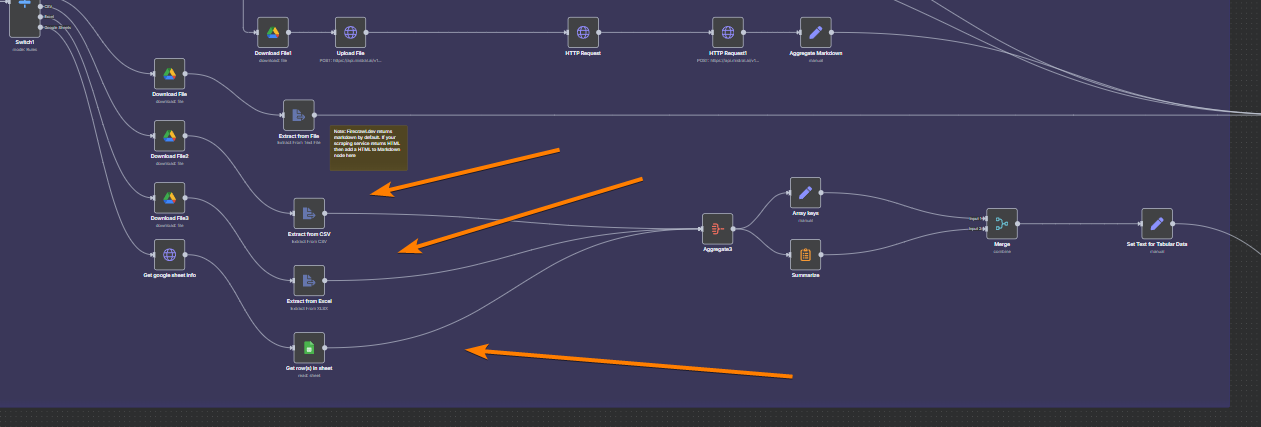 CSV
Excel
Google Sheets
Switch1
mode: Rules
Download File1
download: file
Upload File
POST: https://api.mistral.ai/v1...
HTTP Request
HTTP Request1
POST: https://api.mistral.ai/v1...
Aggregate Markdown
manual
Download File
download: file
Extract from File
Extract From Text File
Note: Firecrawl.dev returns
markdown by default. If your
scraping service returns HTML
then add a HTML to Markdown
node here
Download File2
download: file
Download File3
download: file
Extract from CSV
Extract From CSV
Get google sheet info
Extract from Excel
Extract From XLSX
Get row(s) in sheet
read: sheet
Aggregate3
Array keys
manual
Summarize
Input 1
Input 2
Merge
combine
Set Text for Tabular Data
manual